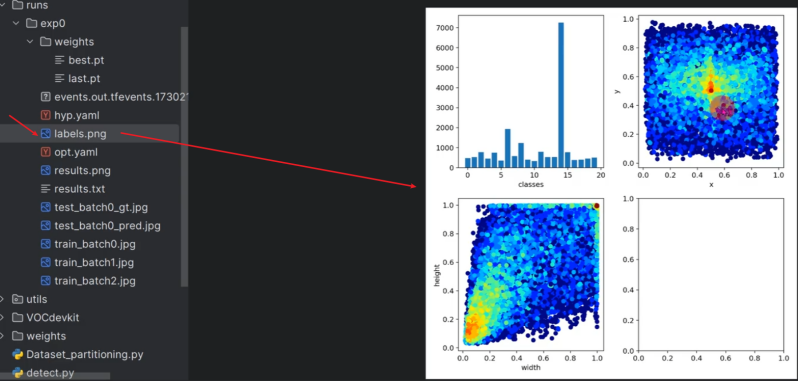 runs
exp0
weights
best.pt
last.pt
events.out.tfevents.17302
hyp.yaml
labels.png
opt.yaml
results.png
results.txt
test_batch0_gt.jpg
test_batch0_pred.jpg
train_batch0.jpg
train_batch1.jpg
train_batch2.jpg
utils
VOCdevkit
weights
Dataset_partitioning.py
detect.py
7000
6000
5000
4000
3000
2000
1000
0
0 5 10 15 20
classes
1.0
0.8
0.6
0.4
0.2
0.0
y
0.0 0.2 0.4 0.6 0.8 1.0
x
1.0
0.8
0.6
0.4
0.2
0.0
height
0.0 0.2 0.4 0.6 0.8 1.0
width
1.0
0.8
0.6
0.4
0.2
0.0
0.0 0.2 0.4 0.6 0.8 1.0